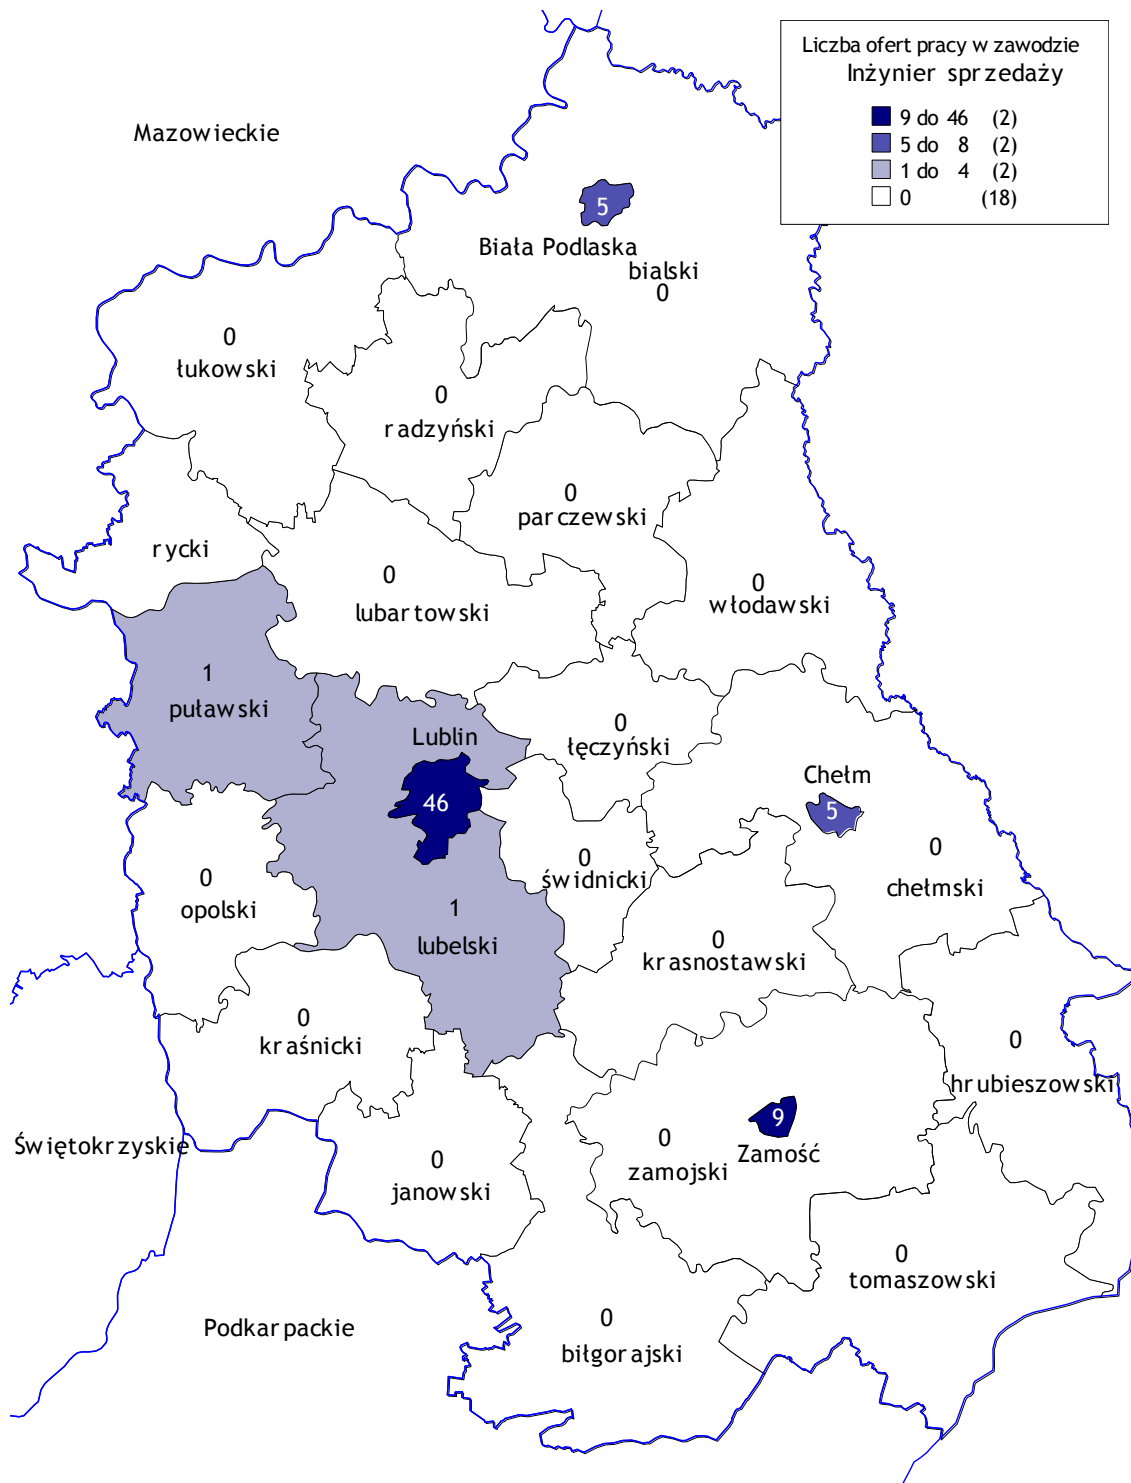 Liczba ofert pracy w zawodzie
Inżynier sprzedaży
9 do 46 (2)
5 do 8 (2)
1 do 4 (2)
0 (18)
Mazowieckie
5
Biała Podlaska
bialski
0
0
łukowski
0
radzyński
0
parczewski
rycki
0
lubartowski
0
włodawski
1
puławski
0
łęczyński
Lublin
46
Chełm
5
0
świdnicki
0
chełmski
0
opolski
1
lubelski
0
krasnostawski
0
kraśnicki
0
hrubieszowski
9
Zamość
0
zamojski
Świętokrzyskie
0
janowski
0
tomaszowski
Podkarpackie
0
biłgorajski